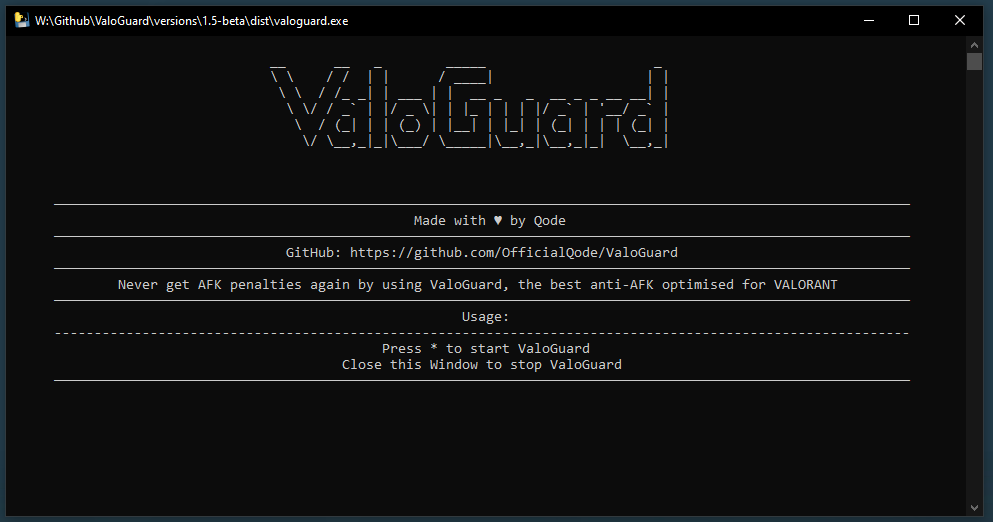 W:\Github\ValoGuard\versions\1.5-beta\dist\valoguard.exe
ValoGuard
Made with ♥ by Qode
GitHub: https://github.com/OfficialQode/ValoGuard
Never get AFK penalties again by using ValoGuard, the best anti-AFK optimised for VALORANT
Usage:
Press * to start ValoGuard
Close this Window to stop ValoGuard